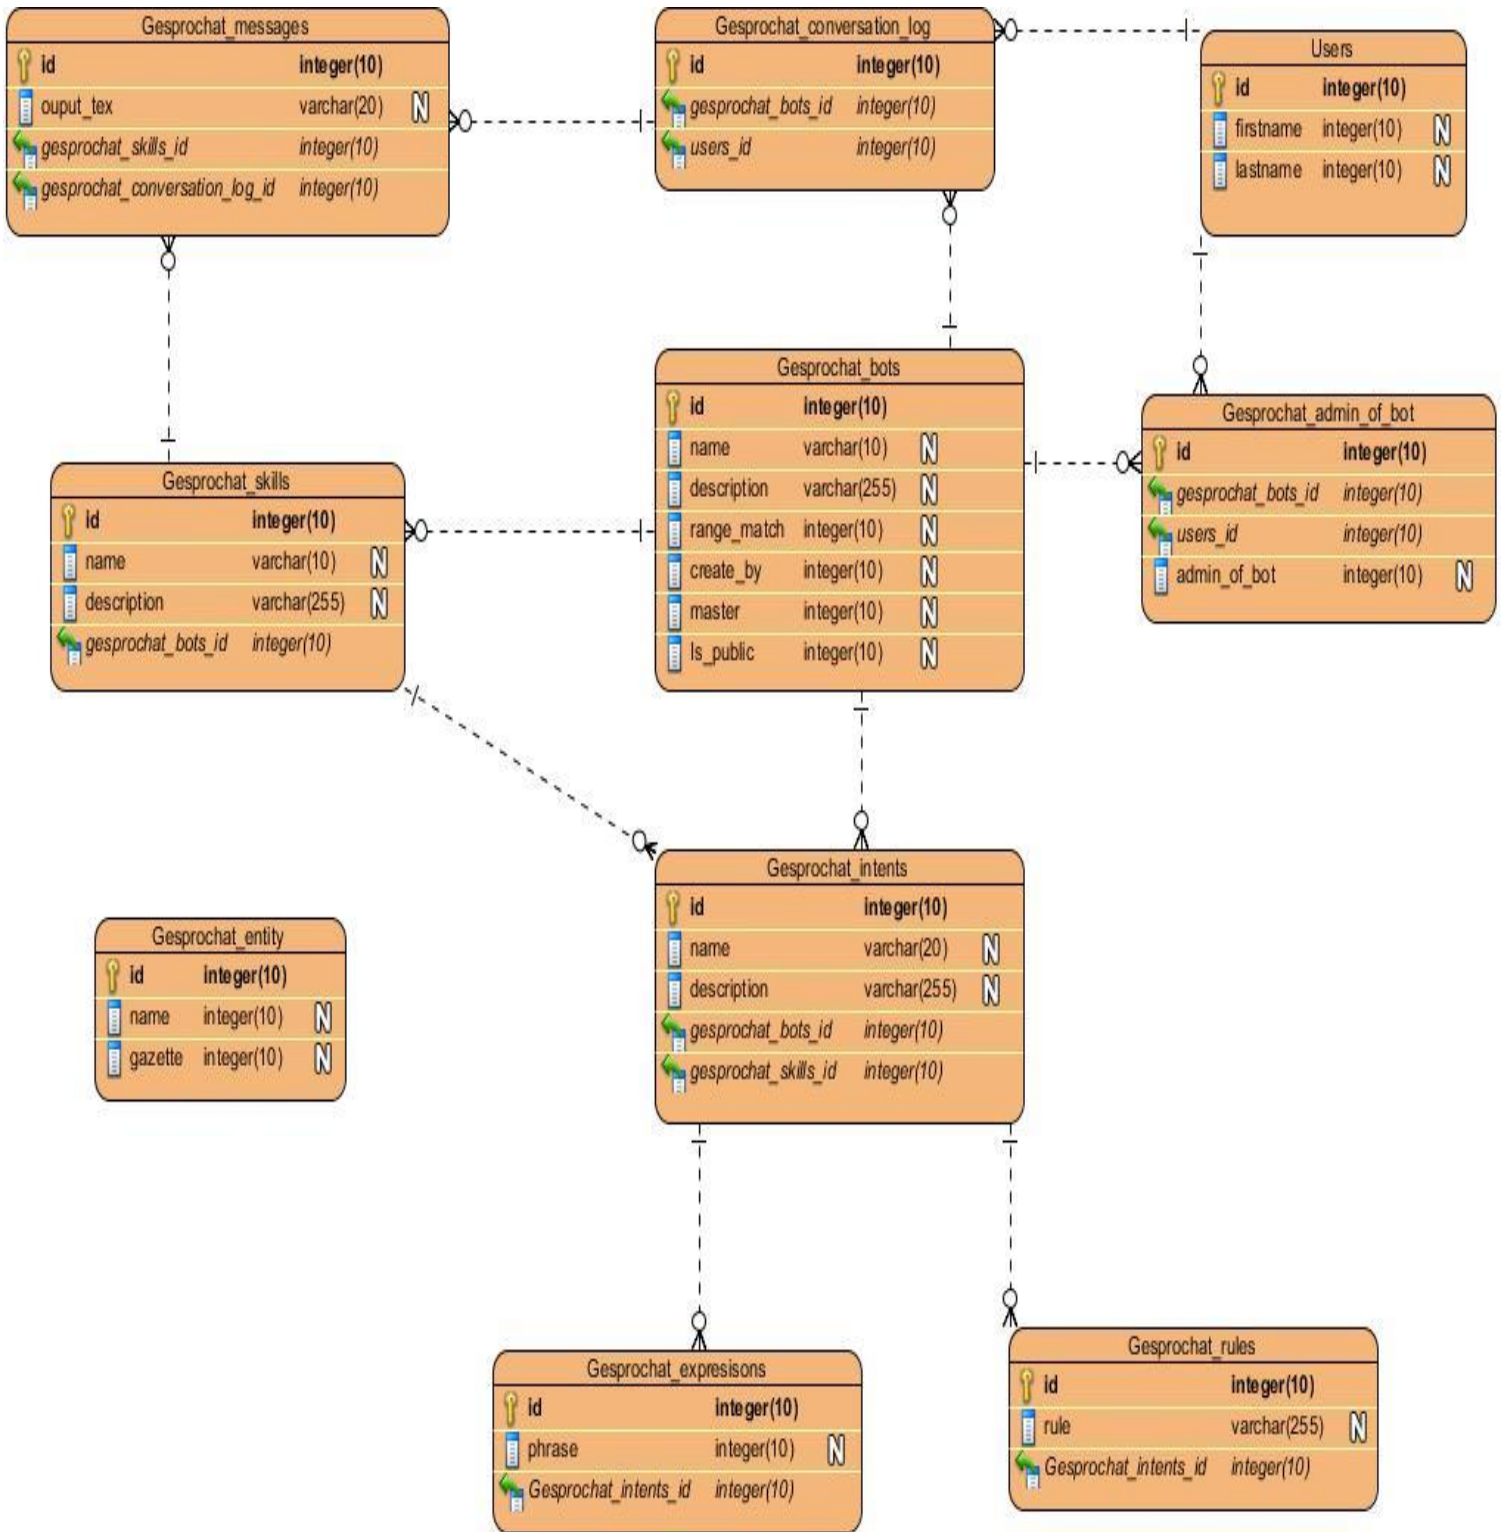 Gesprochat_messages
id integer(10)
ouput_tex varchar(20) N
gesprochat_skills_id integer(10)
gesprochat_conversation_log_id integer(10)
Gesprochat_conversation_log
id integer(10)
gesprochat_bots_id integer(10)
users_id integer(10)
Users
id integer(10)
firstname integer(10) N
lastname integer(10) N
Gesprochat_bots
id integer(10)
name varchar(10) N
description varchar(255) N
range_match integer(10) N
create_by integer(10) N
master integer(10) N
Is_public integer(10) N
Gesprochat_admin_of_bot
id integer(10)
gesprochat_bots_id integer(10)
users_id integer(10)
admin_of_bot integer(10) N
Gesprochat_skills
id integer(10)
name varchar(10) N
description varchar(255) N
gesprochat_bots_id integer(10)
Gesprochat_intents
id integer(10)
name varchar(20) N
description varchar(255) N
gesprochat_bots_id integer(10)
gesprochat_skills_id integer(10)
Gesprochat_entity
id integer(10)
name integer(10) N
gazette integer(10) N
Gesprochat_expresisons
id integer(10)
phrase integer(10) N
Gesprochat_intents_id integer(10)
Gesprochat_rules
id integer(10)
rule varchar(255) N
Gesprochat_intents_id integer(10)